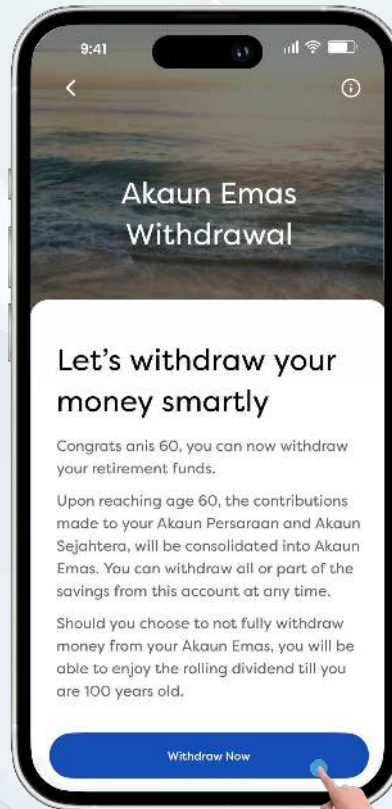 9:41
Akaun Emas
Withdrawal
Let's withdraw your
money smartly
Congrats anis 60, you can now withdraw
your retirement funds.
Upon reaching age 60, the contributions
made to your Akaun Persaraan and Akaun
Sejahtera, will be consolidated into Akaun
Emas. You can withdraw all or part of the
savings from this account at any time.
Should you choose to not fully withdraw
money from your Akaun Emas, you will be
able to enjoy the rolling dividend till you
are 100 years old.
Withdraw Now